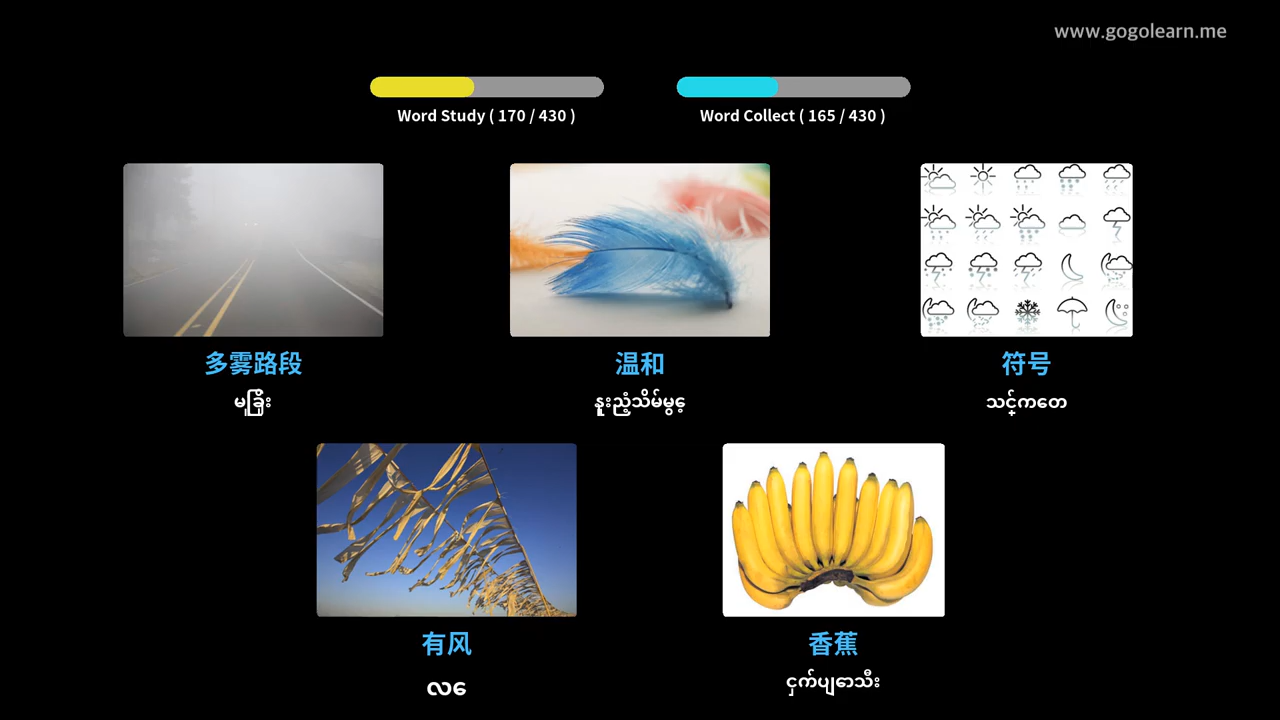 www.gogolearn.me
Word Study ( 170 / 430 )
Word Collect ( 165 / 430 )
多雾路段
温和
符号
မခြိုး
နူးညံ့သိမ်မွေ့
သင်္ကေတ
有风
香蕉
လေ
ငှက်ပျောသီး